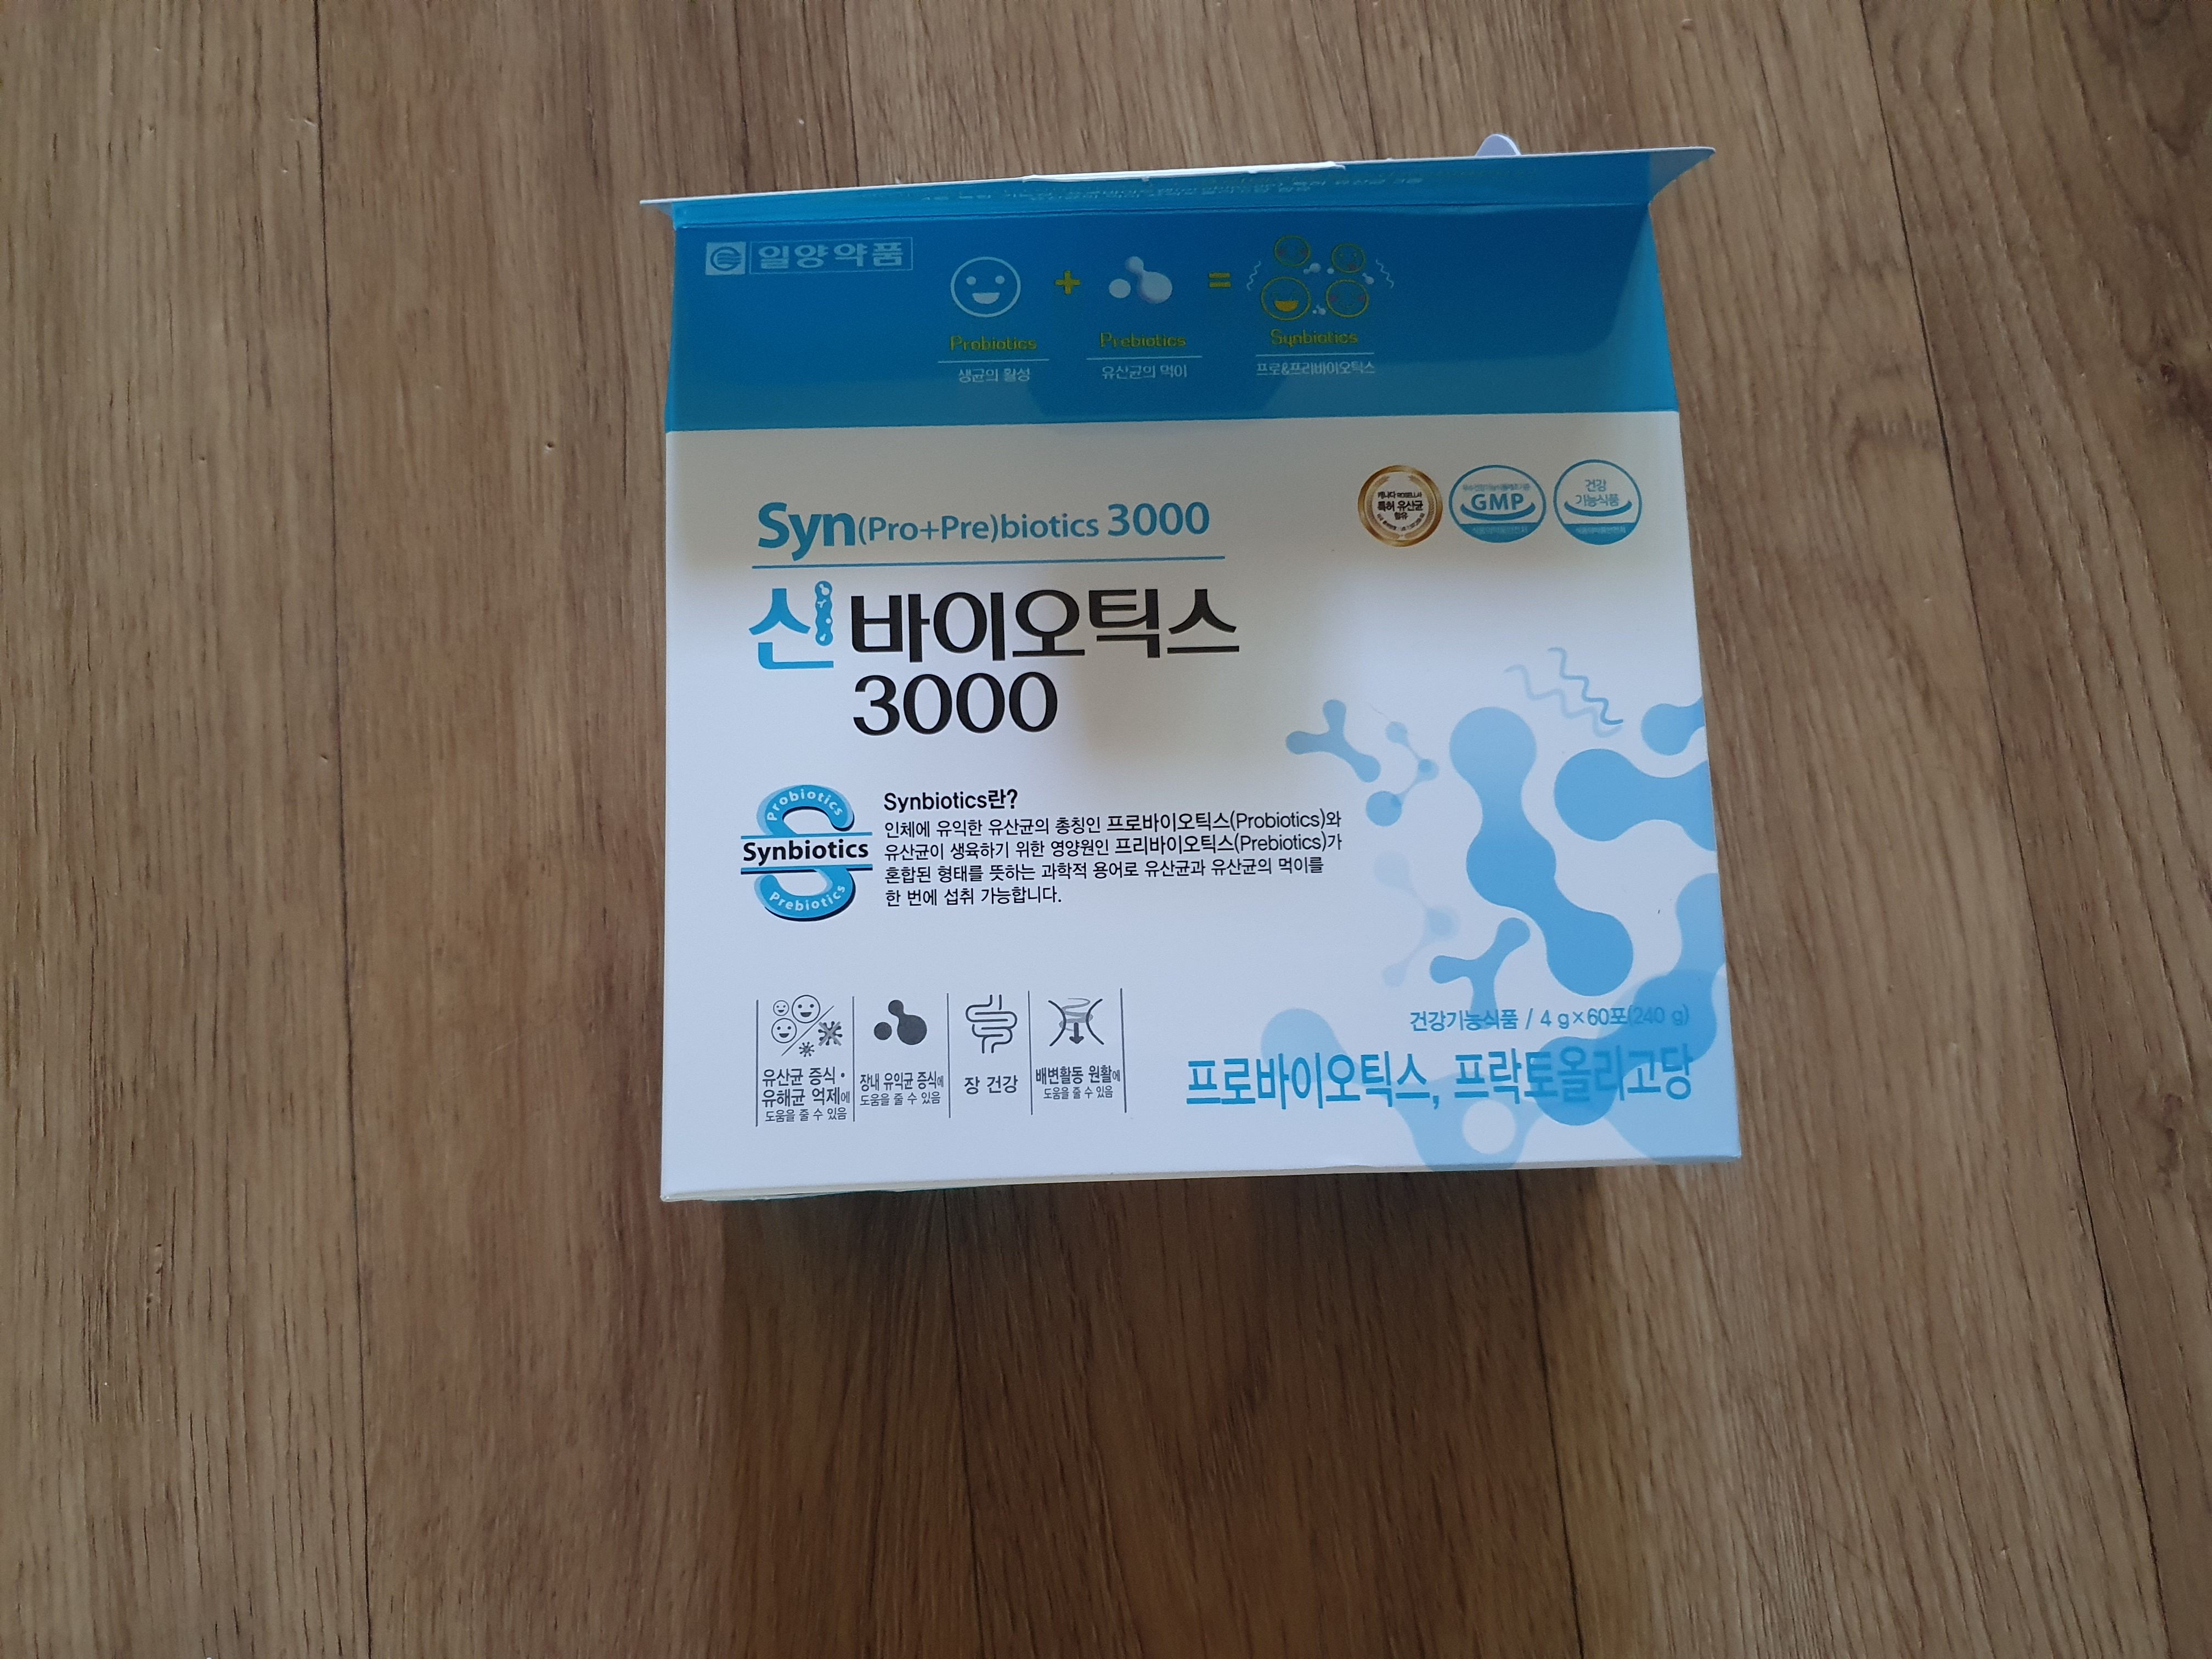 일양약품
Probiotics
생균의 활성
+
Prebiotics
유산균의 먹이
=
Synbiotics
프로&프리바이오틱스
Syn(Pro+Pre)biotics 3000
특허 유산균
함유
GMP
건강
기능식품
신바이오틱스
3000
Probiotics
Synbiotics
Prebiotics
Synbiotics란?
인체에 유익한 유산균의 총칭인 프로바이오틱스(Probiotics)와
유산균이 생육하기 위한 영양원인 프리바이오틱스(Prebiotics)가
혼합된 형태를 뜻하는 과학적 용어로 유산균과 유산균의 먹이를
한 번에 섭취 가능합니다.
유산균 증식·
유해균 억제에
도움을 줄 수 있음
장내 유익균 증식에
도움을 줄 수 있음
장 건강
배변활동 원활에
도움을 줄 수 있음
건강기능식품 / 4 g×60포(240 g)
프로바이오틱스, 프락토올리고당